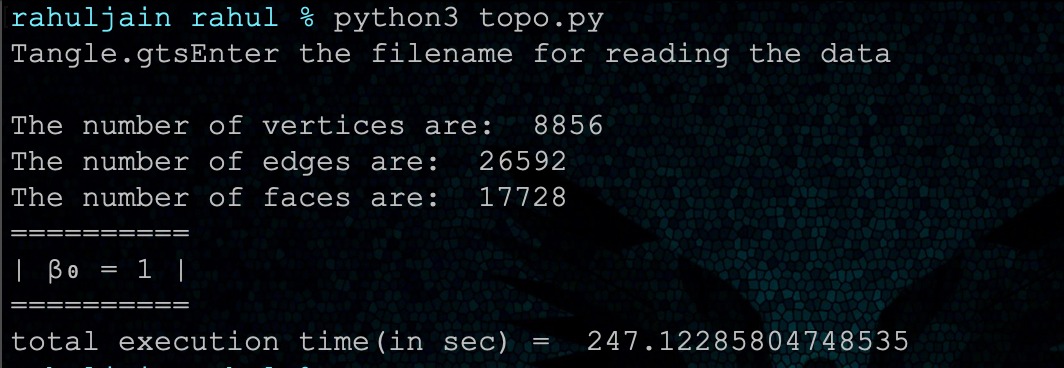 rahuljain rahul % python3 topo.py
Tangle.gtsEnter the filename for reading the data
The number of vertices are:  8856
The number of edges are:  26592
The number of faces are:  17728
==========
| β₀ = 1 |
==========
total execution time(in sec) =  247.12285804748535